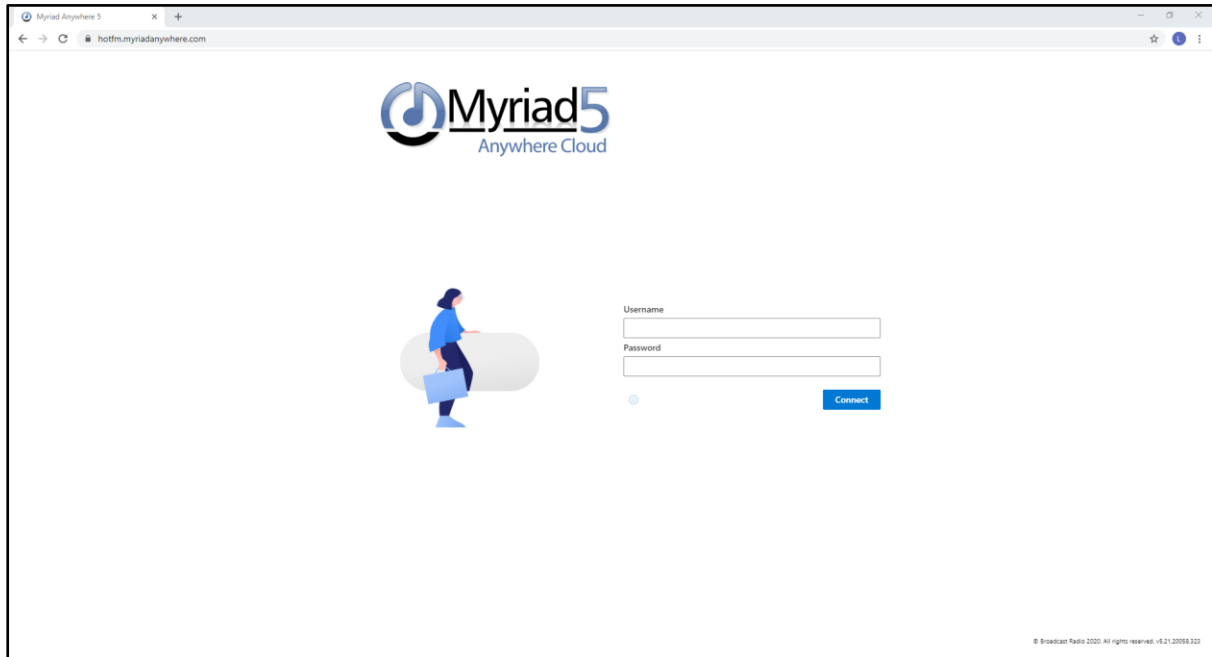 Myriad Anywhere 5
hotfm.myriadanywhere.com
L
Myriad5
Anywhere Cloud
Username
Password
Connect
© Broadcast Radio 2020. All rights reserved. v5.21.20058.323